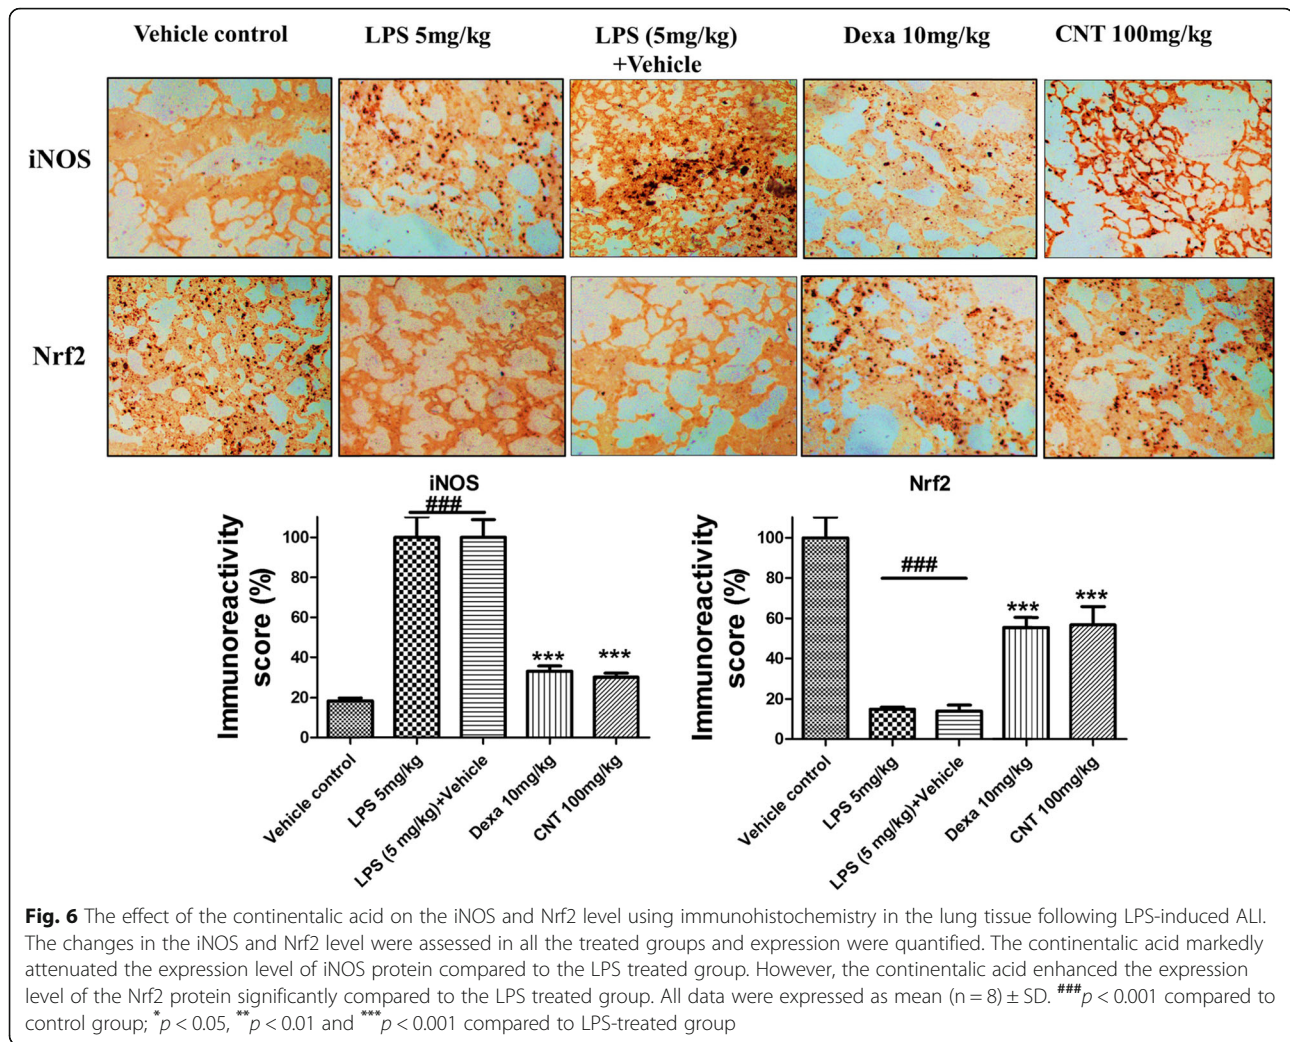 Vehicle control LPS 5mg/kg LPS (5mg/kg) Dexa 10mg/kg CNT 100mg/kg
+Vehicle
iNOS
Nrf2
iNOS
###
Immunoreactivity
score (%)
100
80
60
40
20
0
***
***
Vehicle control
LPS 5mg/kg
LPS (5 mg/kg)+Vehicle
Dexa 10mg/kg
CNT 100mg/kg
Nrf2
###
Immunoreactivity
score (%)
100
80
60
40
20
0
***
***
Vehicle control
LPS 5mg/kg
LPS (5 mg/kg)+Vehicle
Dexa 10mg/kg
CNT 100mg/kg
Fig. 6 The effect of the continentalic acid on the iNOS and Nrf2 level using immunohistochemistry in the lung tissue following LPS-induced ALI.
The changes in the iNOS and Nrf2 level were assessed in all the treated groups and expression were quantified. The continentalic acid markedly
attenuated the expression level of iNOS protein compared to the LPS treated group. However, the continentalic acid enhanced the expression
level of the Nrf2 protein significantly compared to the LPS treated group. All data were expressed as mean (n = 8) ± SD. ###p < 0.001 compared to
control group; *p < 0.05, **p < 0.01 and ***p < 0.001 compared to LPS-treated group